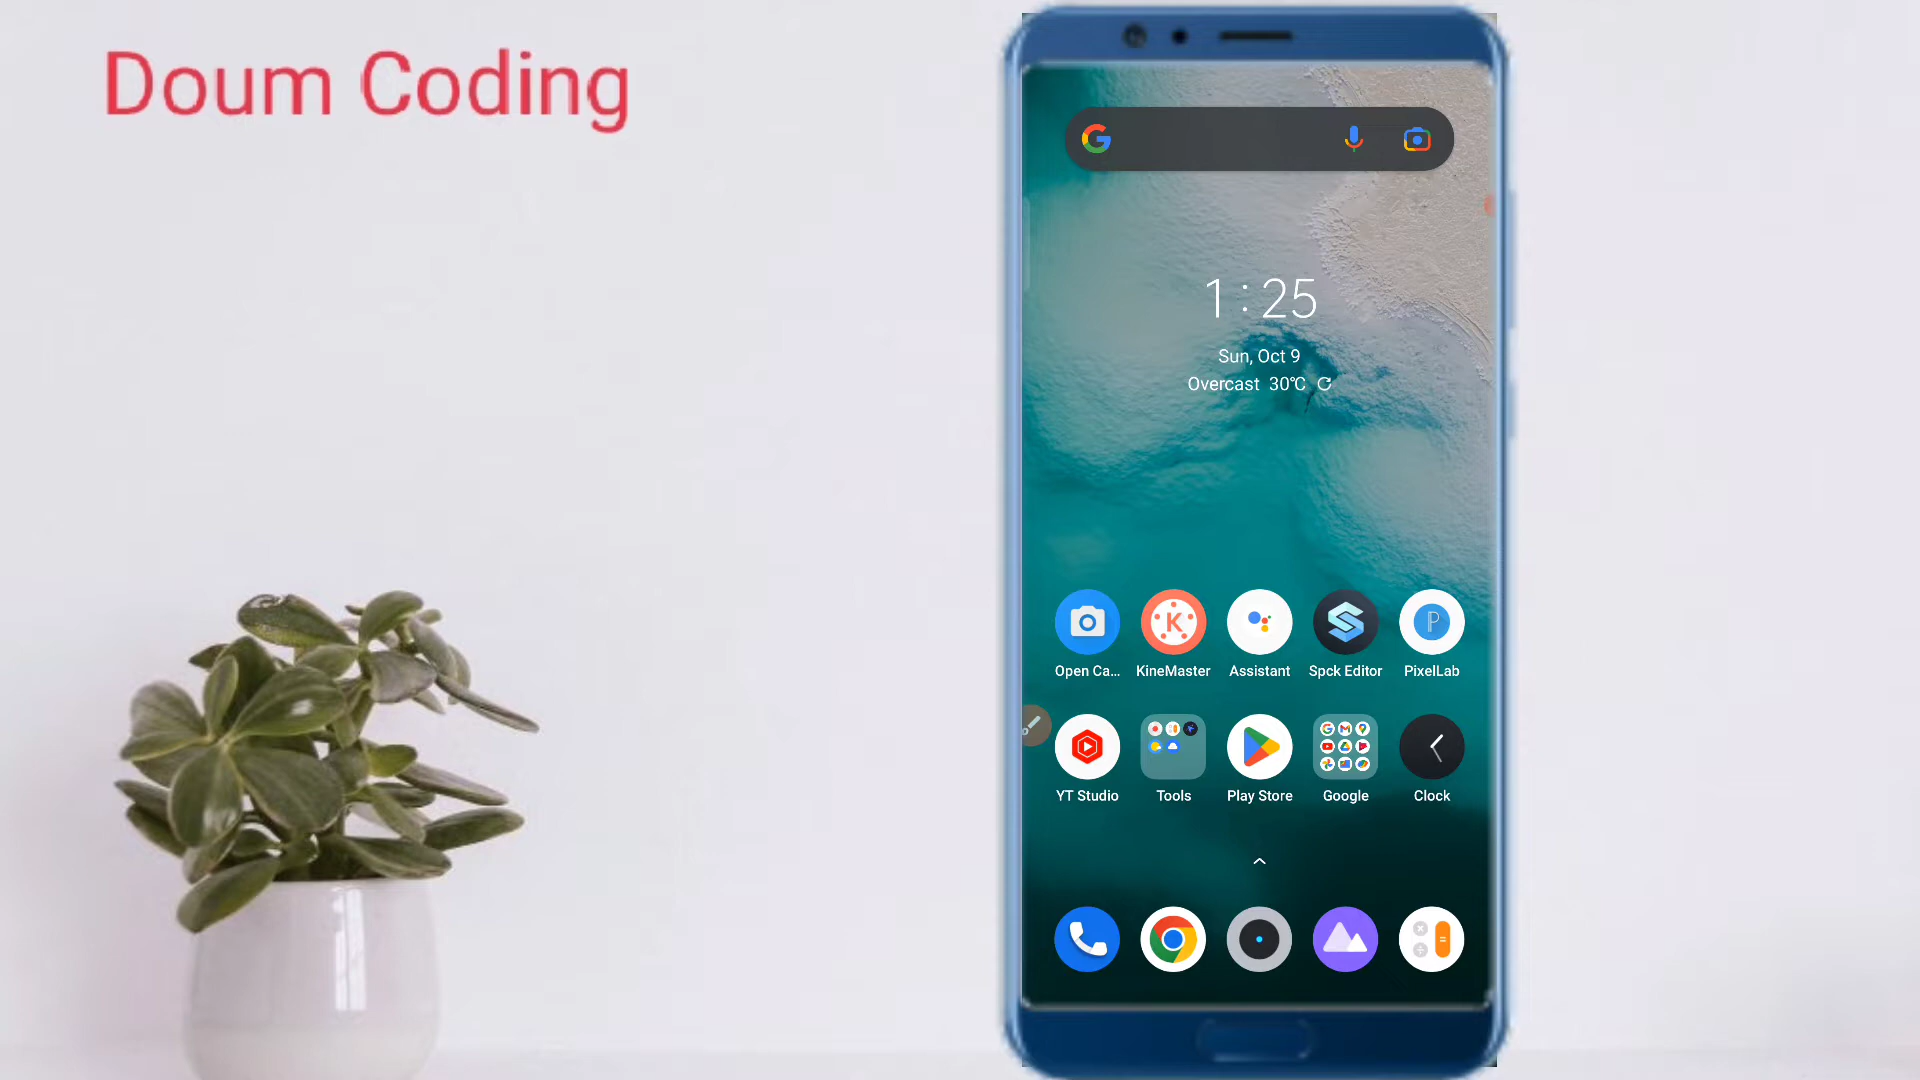 Doum Coding
1:25
Sun, Oct 9
Overcast 30°C
Open Ca... KineMaster Assistant Spck Editor PixelLab
YT Studio Tools Play Store Google Clock